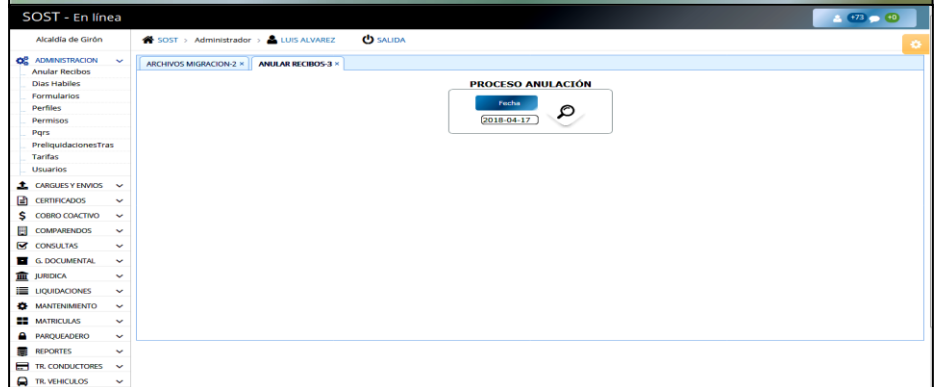 SOST - En línea
+73 +0
Alcaldía de Girón
SOST > Administrador > LUIS ALVAREZ SALIDA
ADMINISTRACION
Anular Recibos
Dias Habiles
Formularios
Perfiles
Permisos
Pqrs
PreliquidacionesTras
Tarifas
Usuarios
CARGUES Y ENVIOS
CERTIFICADOS
COBRO COACTIVO
COMPARENDOS
CONSULTAS
G. DOCUMENTAL
JURIDICA
LIQUIDACIONES
MANTENIMIENTO
MATRICULAS
PARQUEADERO
REPORTES
TR. CONDUCTORES
TR. VEHICULOS
ARCHIVOS MIGRACION-2 × ANULAR RECIBOS-3 ×
PROCESO ANULACIÓN
Fecha
2018-04-17